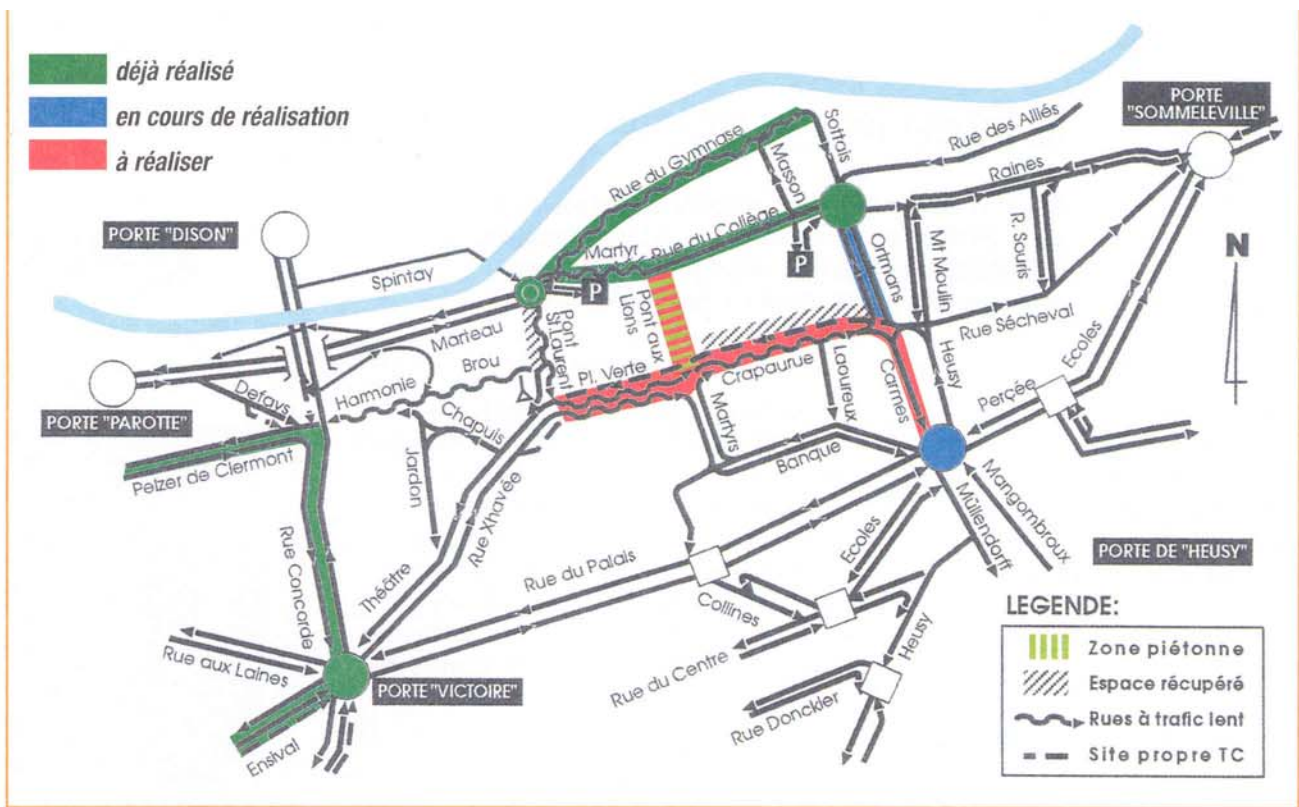 déjà réalisé
en cours de réalisation
à réaliser
PORTE
"SOMMELEVILLE"
Sottais
Rue des Alliés
Rue du Gymnase
Masson
Raines
PORTE "DISON"
Martyr
Rue du Collège
P
Ortmans
Mt Moulin
R. Souris
N
Spintay
P
Pont aux
Lions
Marteau
Pont
St.Laurent
Rue Sécheval
Ecoles
Brou
Pl. Verte
Crapaurue
Laoureux
Carmes
Heusy
Defays
Harmonie
PORTE "PAROTTE"
Chapuis
Martyrs
Perçée
Pelzer de Clermont
Jardon
Banque
Rue Xhavée
Mangombroux
Müllendorff
Ecoles
PORTE DE "HEUSY"
Rue Concorde
Théâtre
Rue du Palais
Collines
Heusy
Rue aux Laines
PORTE "VICTOIRE"
Rue du Centre
Rue Donckler
Ensival
LEGENDE:
Zone piétonne
Espace récupéré
Rues à trafic lent
Site propre TC